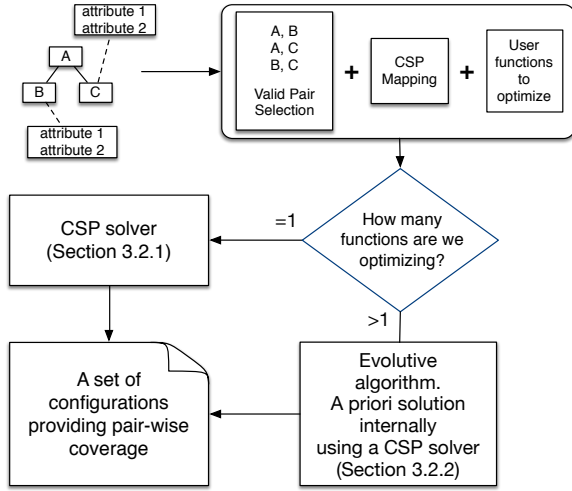 attribute 1
attribute 2
A
B
C
attribute 1
attribute 2
A, B
A, C
B, C
Valid Pair
Selection
+
CSP
Mapping
+
User
functions
to
optimize
How many
functions are we
optimizing?
=1
>1
CSP solver
(Section 3.2.1)
A set of
configurations
providing pair-wise
coverage
Evolutive
algorithm.
A priori solution
internally
using a CSP solver
(Section 3.2.2)